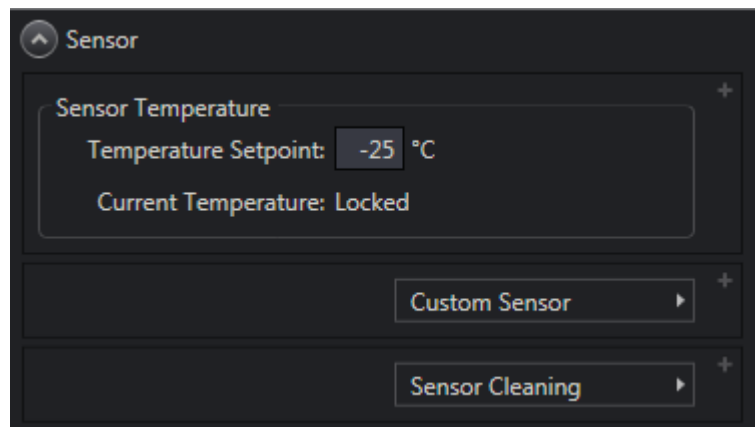 Sensor
Sensor Temperature
Temperature Setpoint: -25 °C
Current Temperature: Locked
Custom Sensor
Sensor Cleaning